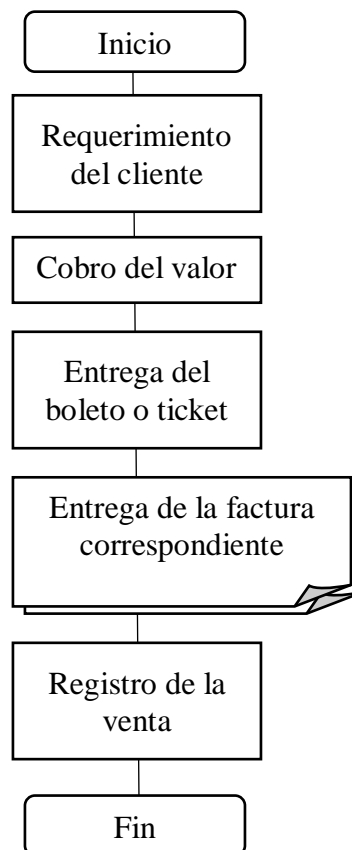 Inicio
Requerimiento
del cliente
Cobro del valor
Entrega del
boleto o ticket
Entrega de la factura
correspondiente
Registro de la
venta
Fin